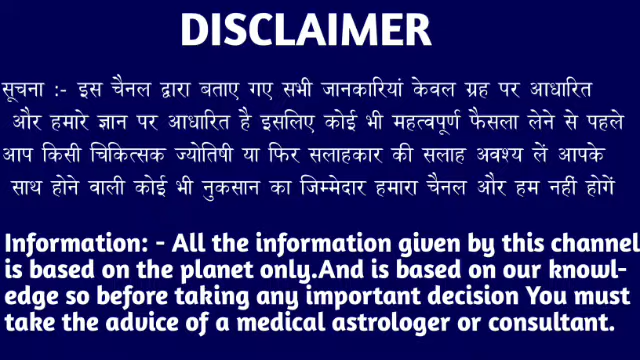 DISCLAIMER
सूचना :- इस चैनल द्वारा बताए गए सभी जानकारियां केवल ग्रह पर आधारित
और हमारे ज्ञान पर आधारित है इसलिए कोई भी महत्वपूर्ण फैसला लेने से पहले
आप किसी चिकित्सक ज्योतिषी या फिर सलाहकार की सलाह अवश्य लें आपके
साथ होने वाली कोई भी नुकसान का जिम्मेदार हमारा चैनल और हम नहीं होगें
Information: - All the information given by this channel
is based on the planet only.And is based on our knowl-
edge so before taking any important decision You must
take the advice of a medical astrologer or consultant.